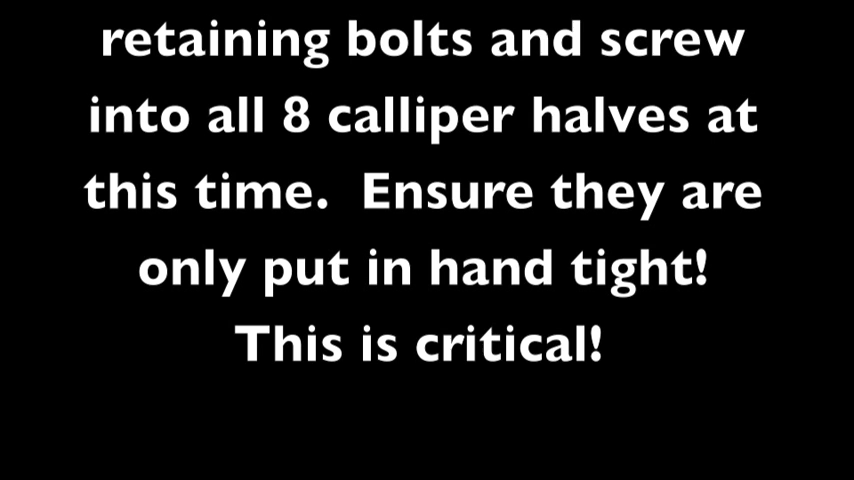 retaining bolts and screw
into all 8 calliper halves at
this time.  Ensure they are
only put in hand tight!
This is critical!